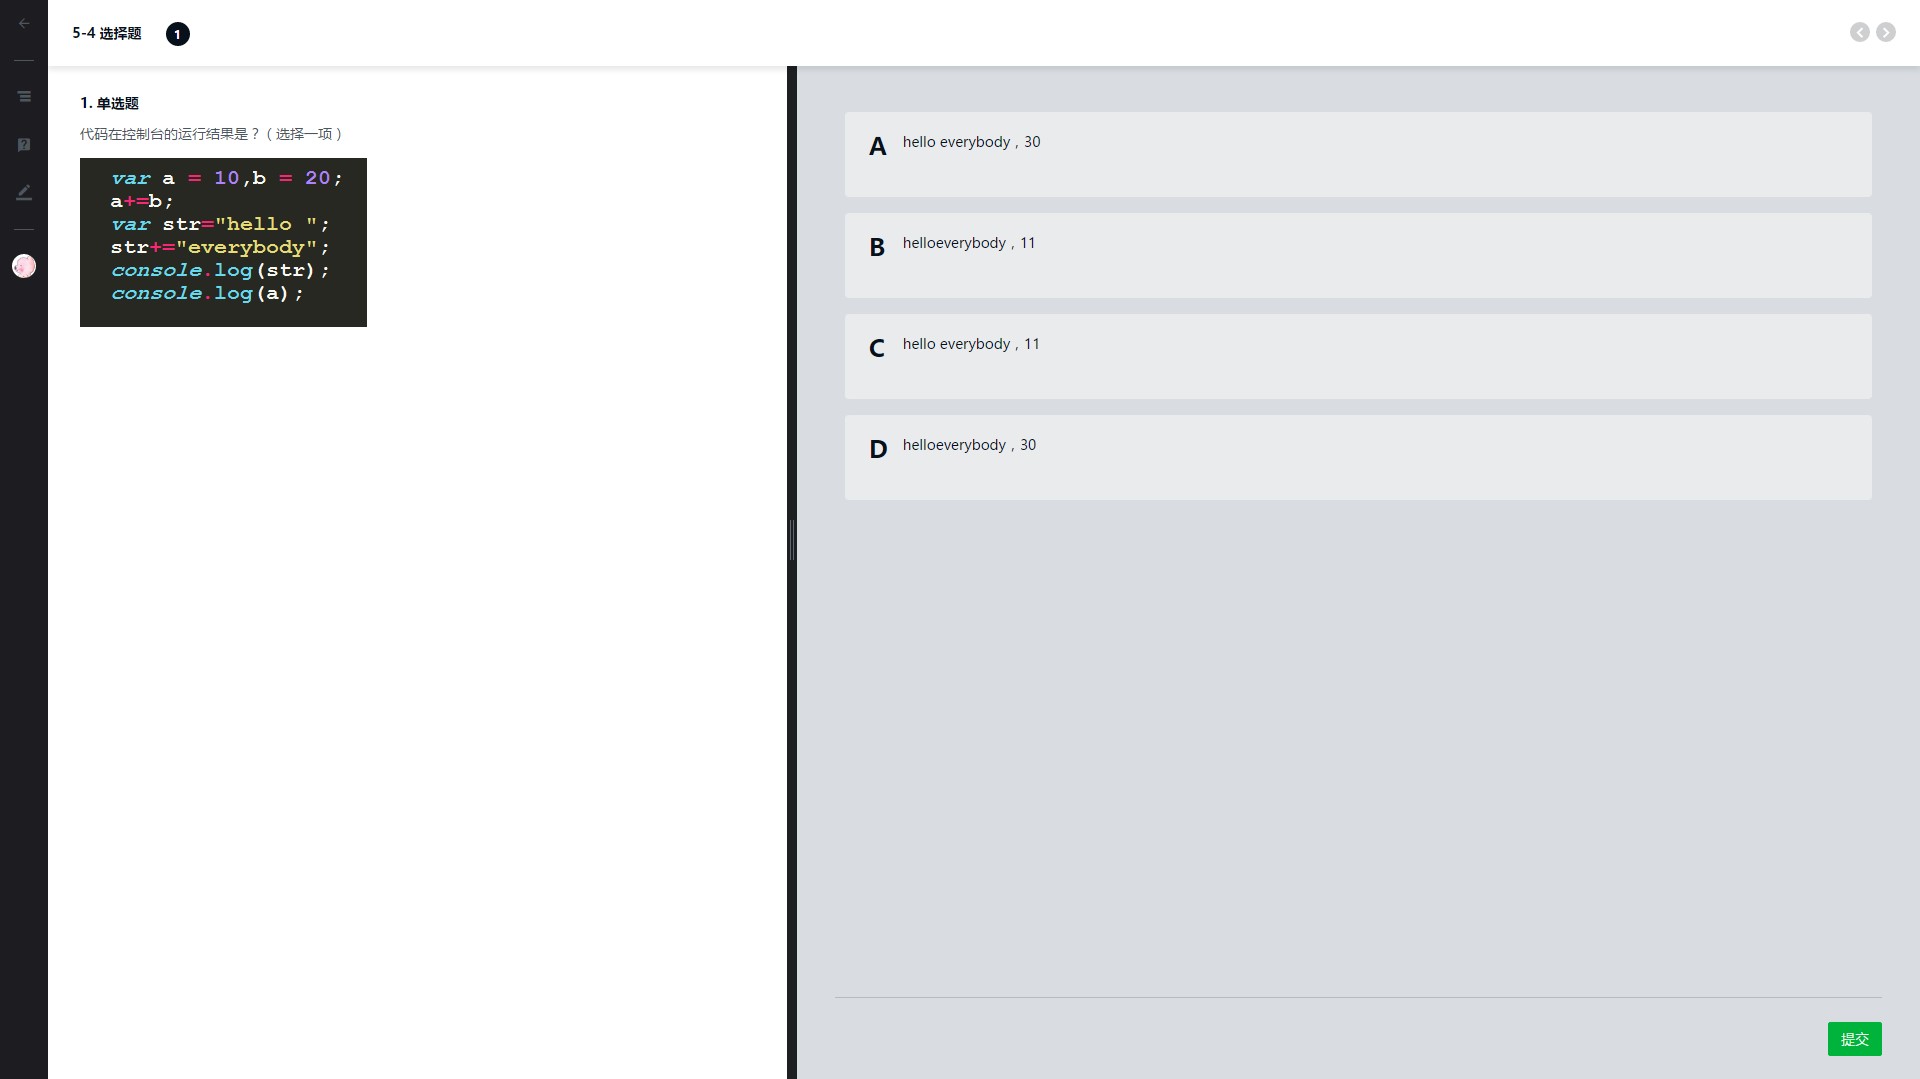 5-4 选择题
1
1. 单选题
代码在控制台的运行结果是？（选择一项）
var a = 10,b = 20;
a+=b;
var str="hello ";
str+="everybody";
console.log(str);
console.log(a);
A hello everybody，30
B helloeverybody，11
C hello everybody，11
D helloeverybody，30
提交